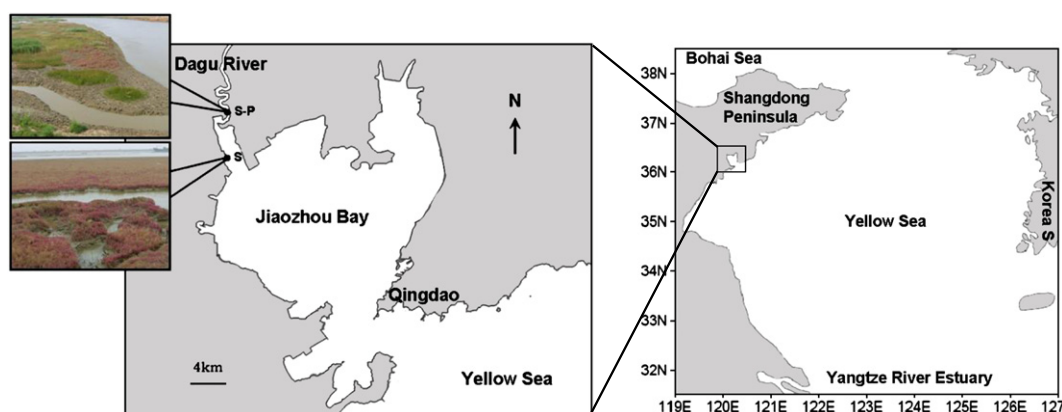 Dagu River
S-P
S
N
Jiaozhou Bay
Qingdao
4km
Yellow Sea
Bohai Sea
Shangdong
Peninsula
Yellow Sea
Korea S
Yangtze River Estuary
38N
37N
36N
35N
34N
33N
32N
119E 120E 121E 122E 123E 124E 125E 126E 127